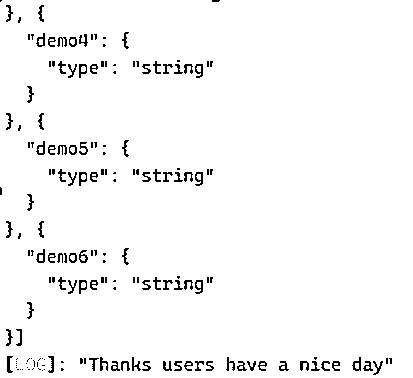 }, {
  "demo4": {
    "type": "string"
  }
}, {
  "demo5": {
    "type": "string"
  }
}, {
  "demo6": {
    "type": "string"
  }
}]
[LOG]: "Thanks users have a nice day"